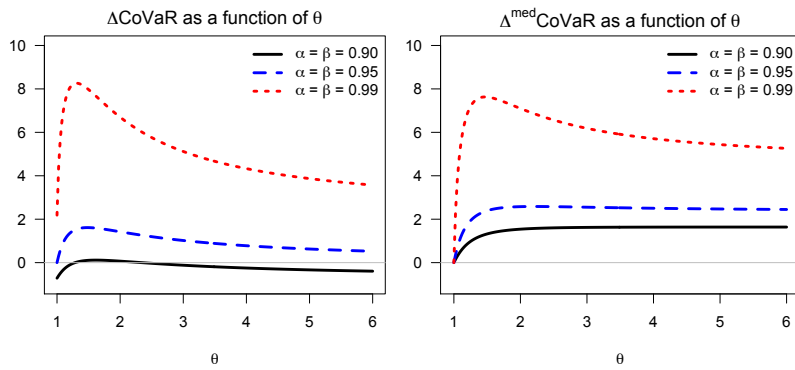 ΔCoVaR as a function of θ
10
8
6
4
2
0
α = β = 0.90
α = β = 0.95
α = β = 0.99
1 2 3 4 5 6
θ
Δmed CoVaR as a function of θ
10
8
6
4
2
0
α = β = 0.90
α = β = 0.95
α = β = 0.99
1 2 3 4 5 6
θ